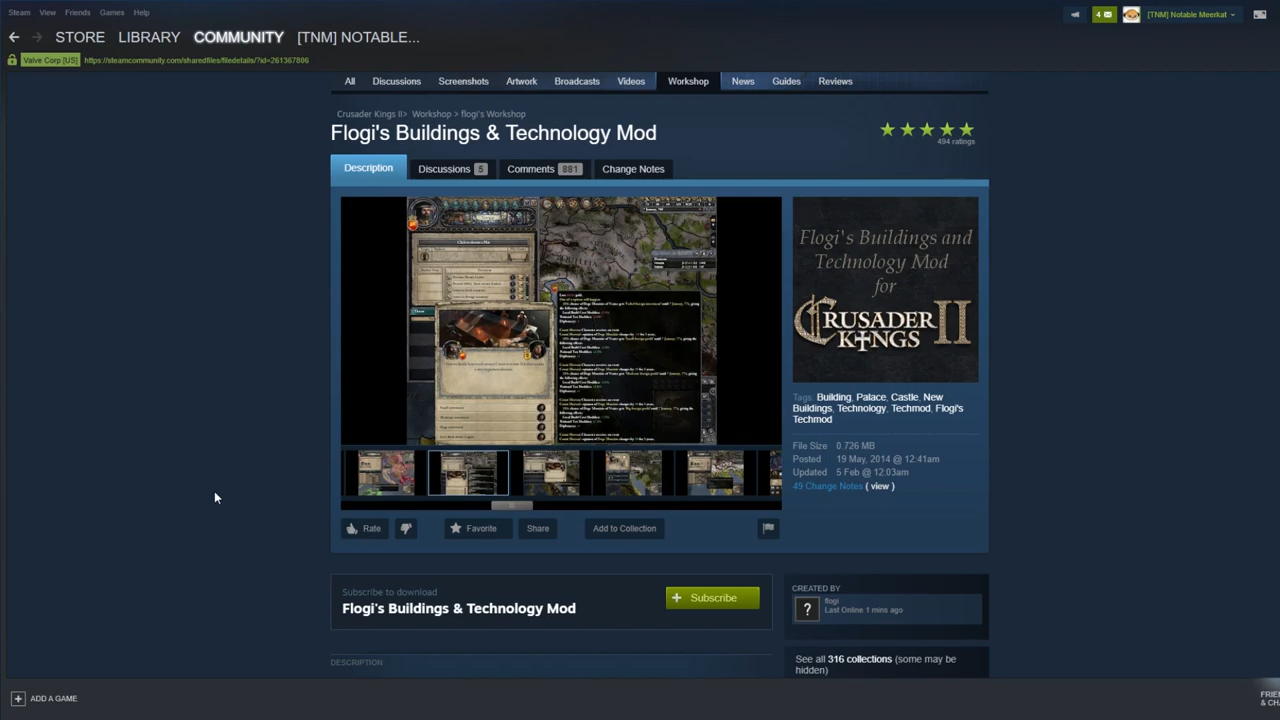 Steam View Friends Games Help
4
[TNM] Notable Meerkat
STORE LIBRARY COMMUNITY [TNM] NOTABLE...
Valve Corp [US] https://steamcommunity.com/sharedfiles/filedetails/?id=261367806
All Discussions Screenshots Artwork Broadcasts Videos Workshop News Guides Reviews
Crusader Kings II > Workshop > flogi's Workshop
Flogi's Buildings & Technology Mod
494 ratings
Description Discussions 5 Comments 881 Change Notes
Flogi's Buildings and
Technology Mod
for
CRUSADER KINGS II
Tags: Building, Palace, Castle, New
Buildings, Technology, Techmod, Flogi's
Techmod
File Size 0.726 MB
Posted 19 May, 2014 @ 12:41am
Updated 5 Feb @ 12:03am
49 Change Notes ( view )
Rate Favorite Share Add to Collection
Subscribe to download
Flogi's Buildings & Technology Mod
+ Subscribe
CREATED BY
?
flogi
Last Online 1 mins ago
DESCRIPTION
See all 316 collections (some may be
hidden)
+ ADD A GAME
FRIEN
& CHA